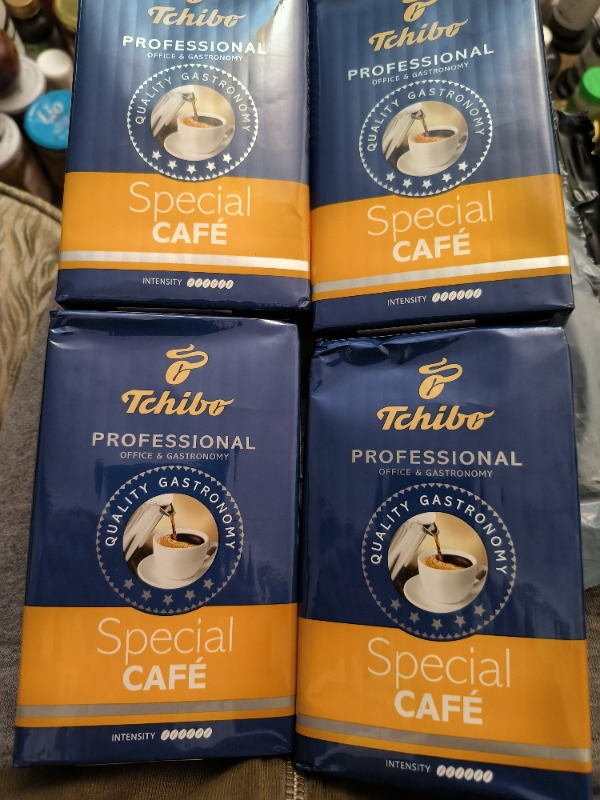 Tchibo
PROFESSIONAL
OFFICE & GASTRONOMY
QUALITY GASTRONOMY
Special
CAFÉ
INTENSITY
Tchibo
PROFESSIONAL
OFFICE & GASTRONOMY
QUALITY GASTRONOMY
Special
CAFÉ
INTENSITY
Tchibo
PROFESSIONAL
OFFICE & GASTRONOMY
QUALITY GASTRONOMY
Special
CAFÉ
INTENSITY
Tchibo
PROFESSIONAL
OFFICE & GASTRONOMY
QUALITY GASTRONOMY
Special
CAFÉ
INTENSITY